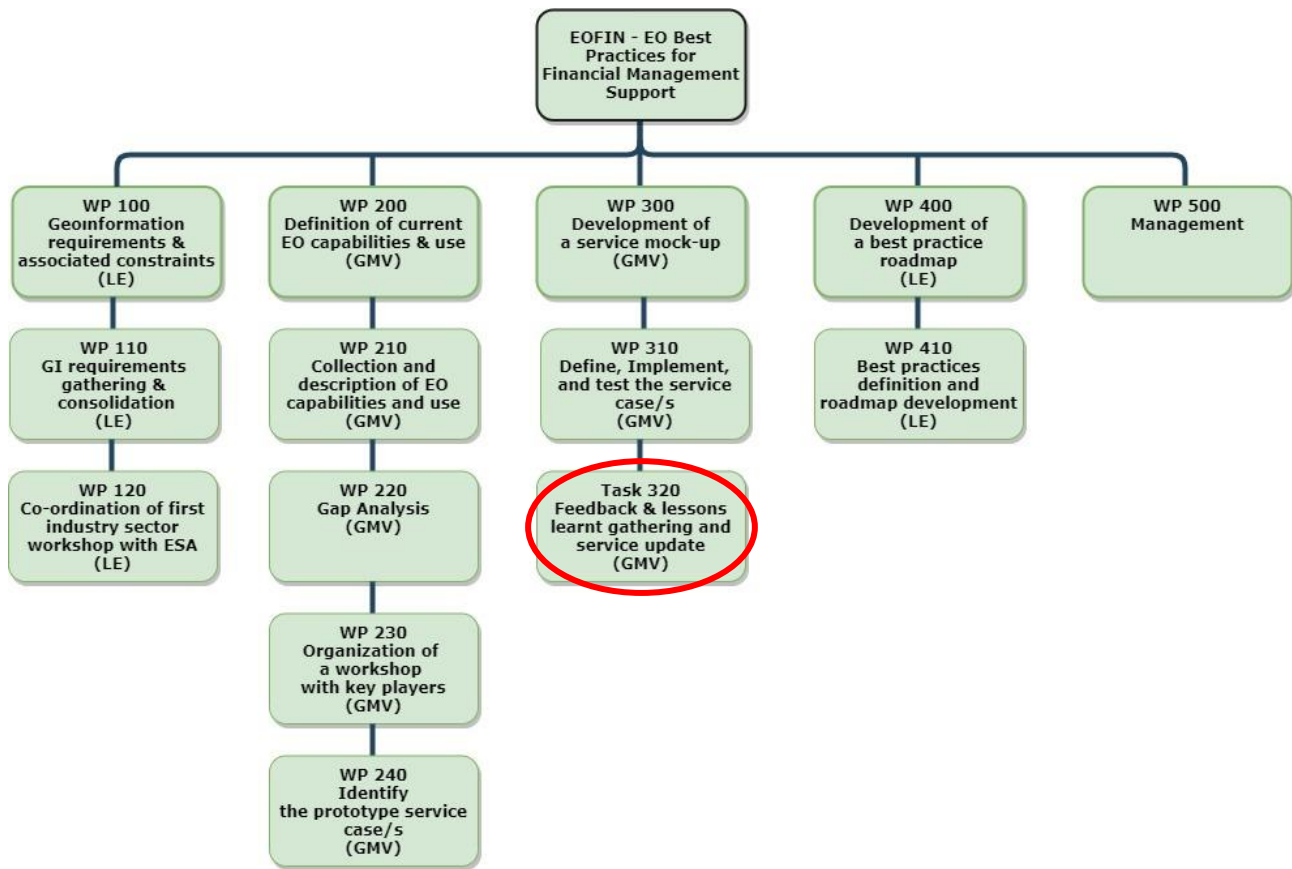 EOFIN - EO Best
Practices for
Financial Management
Support
WP 100
Geoinformation
requirements &
associated constraints
(LE)
WP 200
Definition of current
EO capabilities & use
(GMV)
WP 300
Development of
a service mock-up
(GMV)
WP 400
Development of
a best practice
roadmap
(LE)
WP 500
Management
WP 110
GI requirements
gathering &
consolidation
(LE)
WP 210
Collection and
description of EO
capabilities and use
(GMV)
WP 310
Define, Implement,
and test the service
case/s
(GMV)
WP 410
Best practices
definition and
roadmap development
(LE)
WP 120
Co-ordination of first
industry sector
workshop with ESA
(LE)
WP 220
Gap Analysis
(GMV)
Task 320
Feedback & lessons
learnt gathering and
service update
(GMV)
WP 230
Organization of
a workshop
with key players
(GMV)
WP 240
Identify
the prototype service
case/s
(GMV)